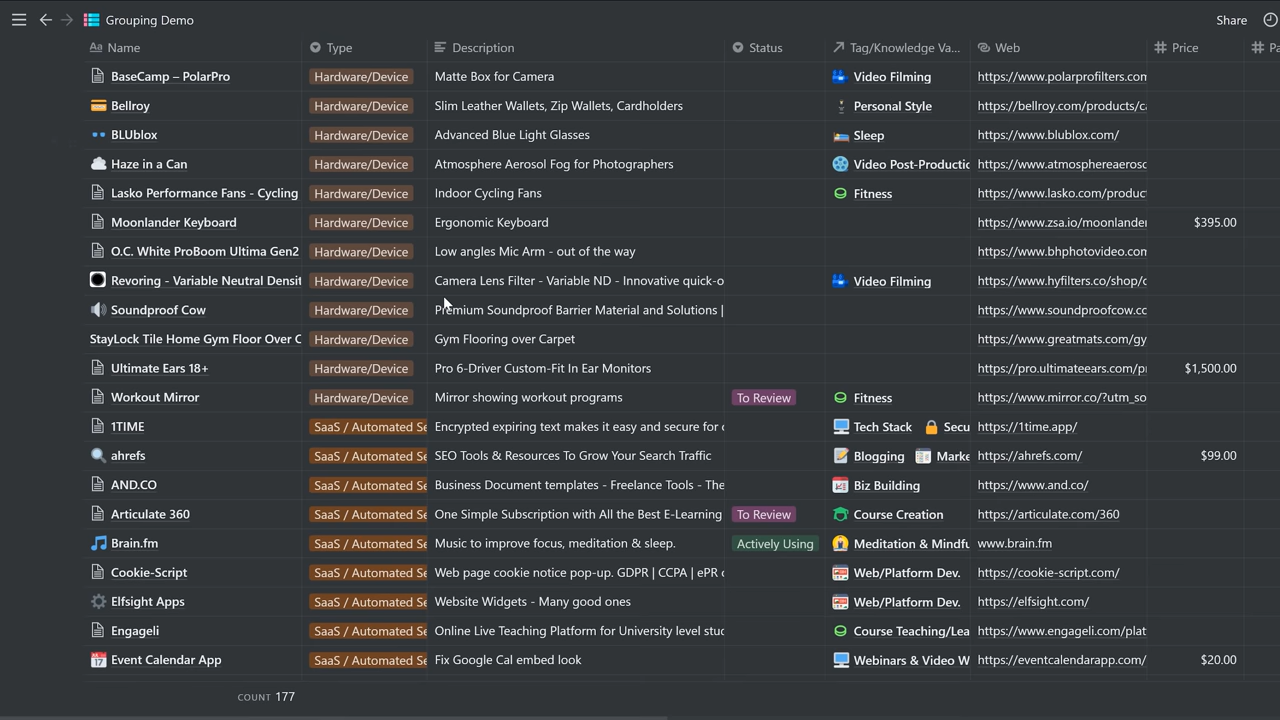 Grouping Demo Share
Name Type Description Status Tag/Knowledge Va... Web Price
BaseCamp – PolarPro Hardware/Device Matte Box for Camera Video Filming https://www.polarprofilters.com
Bellroy Hardware/Device Slim Leather Wallets, Zip Wallets, Cardholders Personal Style https://bellroy.com/products/ca
BLUblox Hardware/Device Advanced Blue Light Glasses Sleep https://www.blublox.com/
Haze in a Can Hardware/Device Atmosphere Aerosol Fog for Photographers Video Post-Productic https://www.atmosphereaerosc
Lasko Performance Fans - Cycling Hardware/Device Indoor Cycling Fans Fitness https://www.lasko.com/produc
Moonlander Keyboard Hardware/Device Ergonomic Keyboard https://www.zsa.io/moonlander $395.00
O.C. White ProBoom Ultima Gen2 Hardware/Device Low angles Mic Arm - out of the way https://www.bhphotovideo.com
Revoring - Variable Neutral Densit Hardware/Device Camera Lens Filter - Variable ND - Innovative quick-o Video Filming https://www.hyfilters.co/shop/c
Soundproof Cow Hardware/Device Premium Soundproof Barrier Material and Solutions | https://www.soundproofcow.cc
StayLock Tile Home Gym Floor Over C Hardware/Device Gym Flooring over Carpet https://www.greatmats.com/gy
Ultimate Ears 18+ Hardware/Device Pro 6-Driver Custom-Fit In Ear Monitors https://pro.ultimateears.com/p $1,500.00
Workout Mirror Hardware/Device Mirror showing workout programs To Review Fitness https://www.mirror.co/?utm_so
1TIME SaaS / Automated Se Encrypted expiring text makes it easy and secure for c Tech Stack Secu https://1time.app/
ahrefs SaaS / Automated Se SEO Tools & Resources To Grow Your Search Traffic Blogging Marke https://ahrefs.com/ $99.00
AND.CO SaaS / Automated Se Business Document templates - Freelance Tools - The Biz Building https://www.and.co/
Articulate 360 SaaS / Automated Se One Simple Subscription with All the Best E-Learning To Review Course Creation https://articulate.com/360
Brain.fm SaaS / Automated Se Music to improve focus, meditation & sleep. Actively Using Meditation & Mindfu www.brain.fm
Cookie-Script SaaS / Automated Se Web page cookie notice pop-up. GDPR | CCPA | ePR c Web/Platform Dev. https://cookie-script.com/
Elfsight Apps SaaS / Automated Se Website Widgets - Many good ones Web/Platform Dev. https://elfsight.com/
Engageli SaaS / Automated Se Online Live Teaching Platform for University level stuc Course Teaching/Lea https://www.engageli.com/plat
Event Calendar App SaaS / Automated Se Fix Google Cal embed look Webinars & Video W https://eventcalendarapp.com/ $20.00
COUNT 177